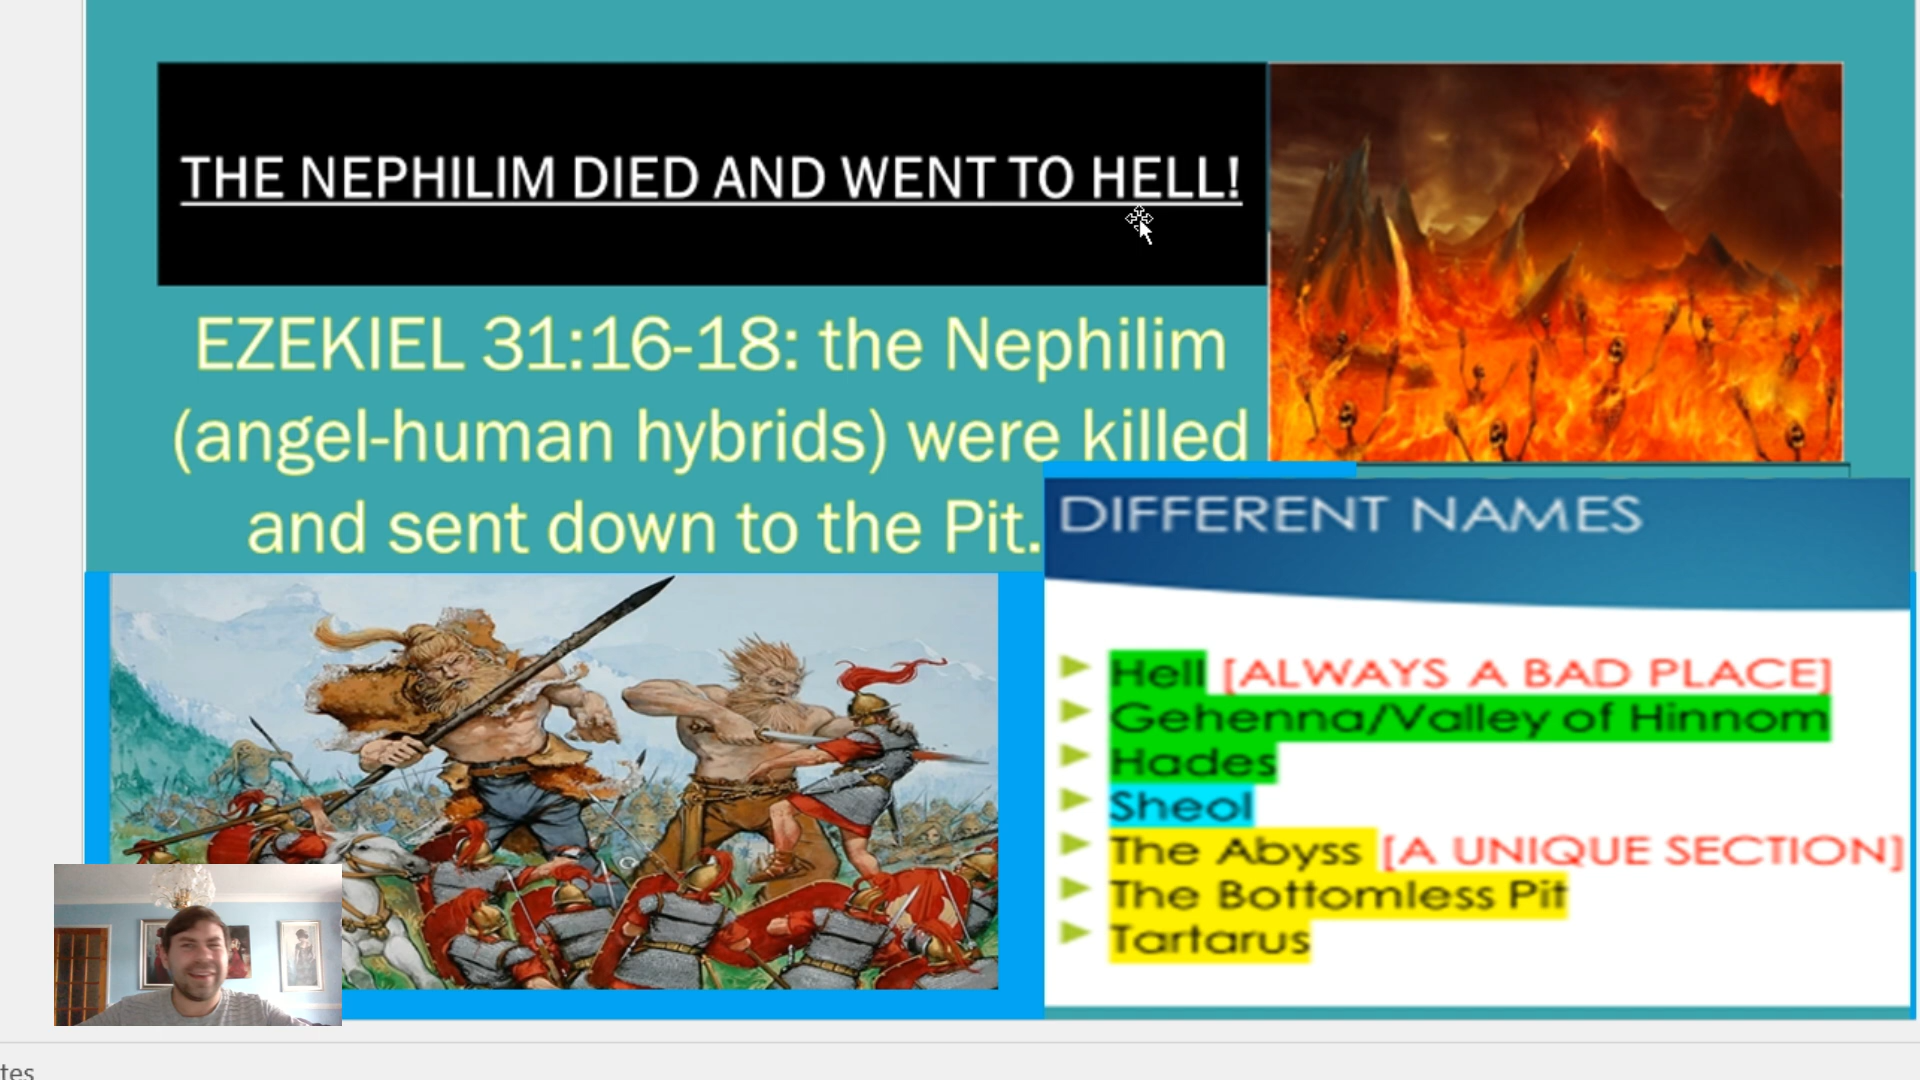 THE NEPHILIM DIED AND WENT TO HELL!
EZEKIEL 31:16-18: the Nephilim
(angel-human hybrids) were killed
and sent down to the Pit.
DIFFERENT NAMES
Hell [ALWAYS A BAD PLACE]
Gehenna/Valley of Hinnom
Hades
Sheol
The Abyss [A UNIQUE SECTION]
The Bottomless Pit
Tartarus
tes